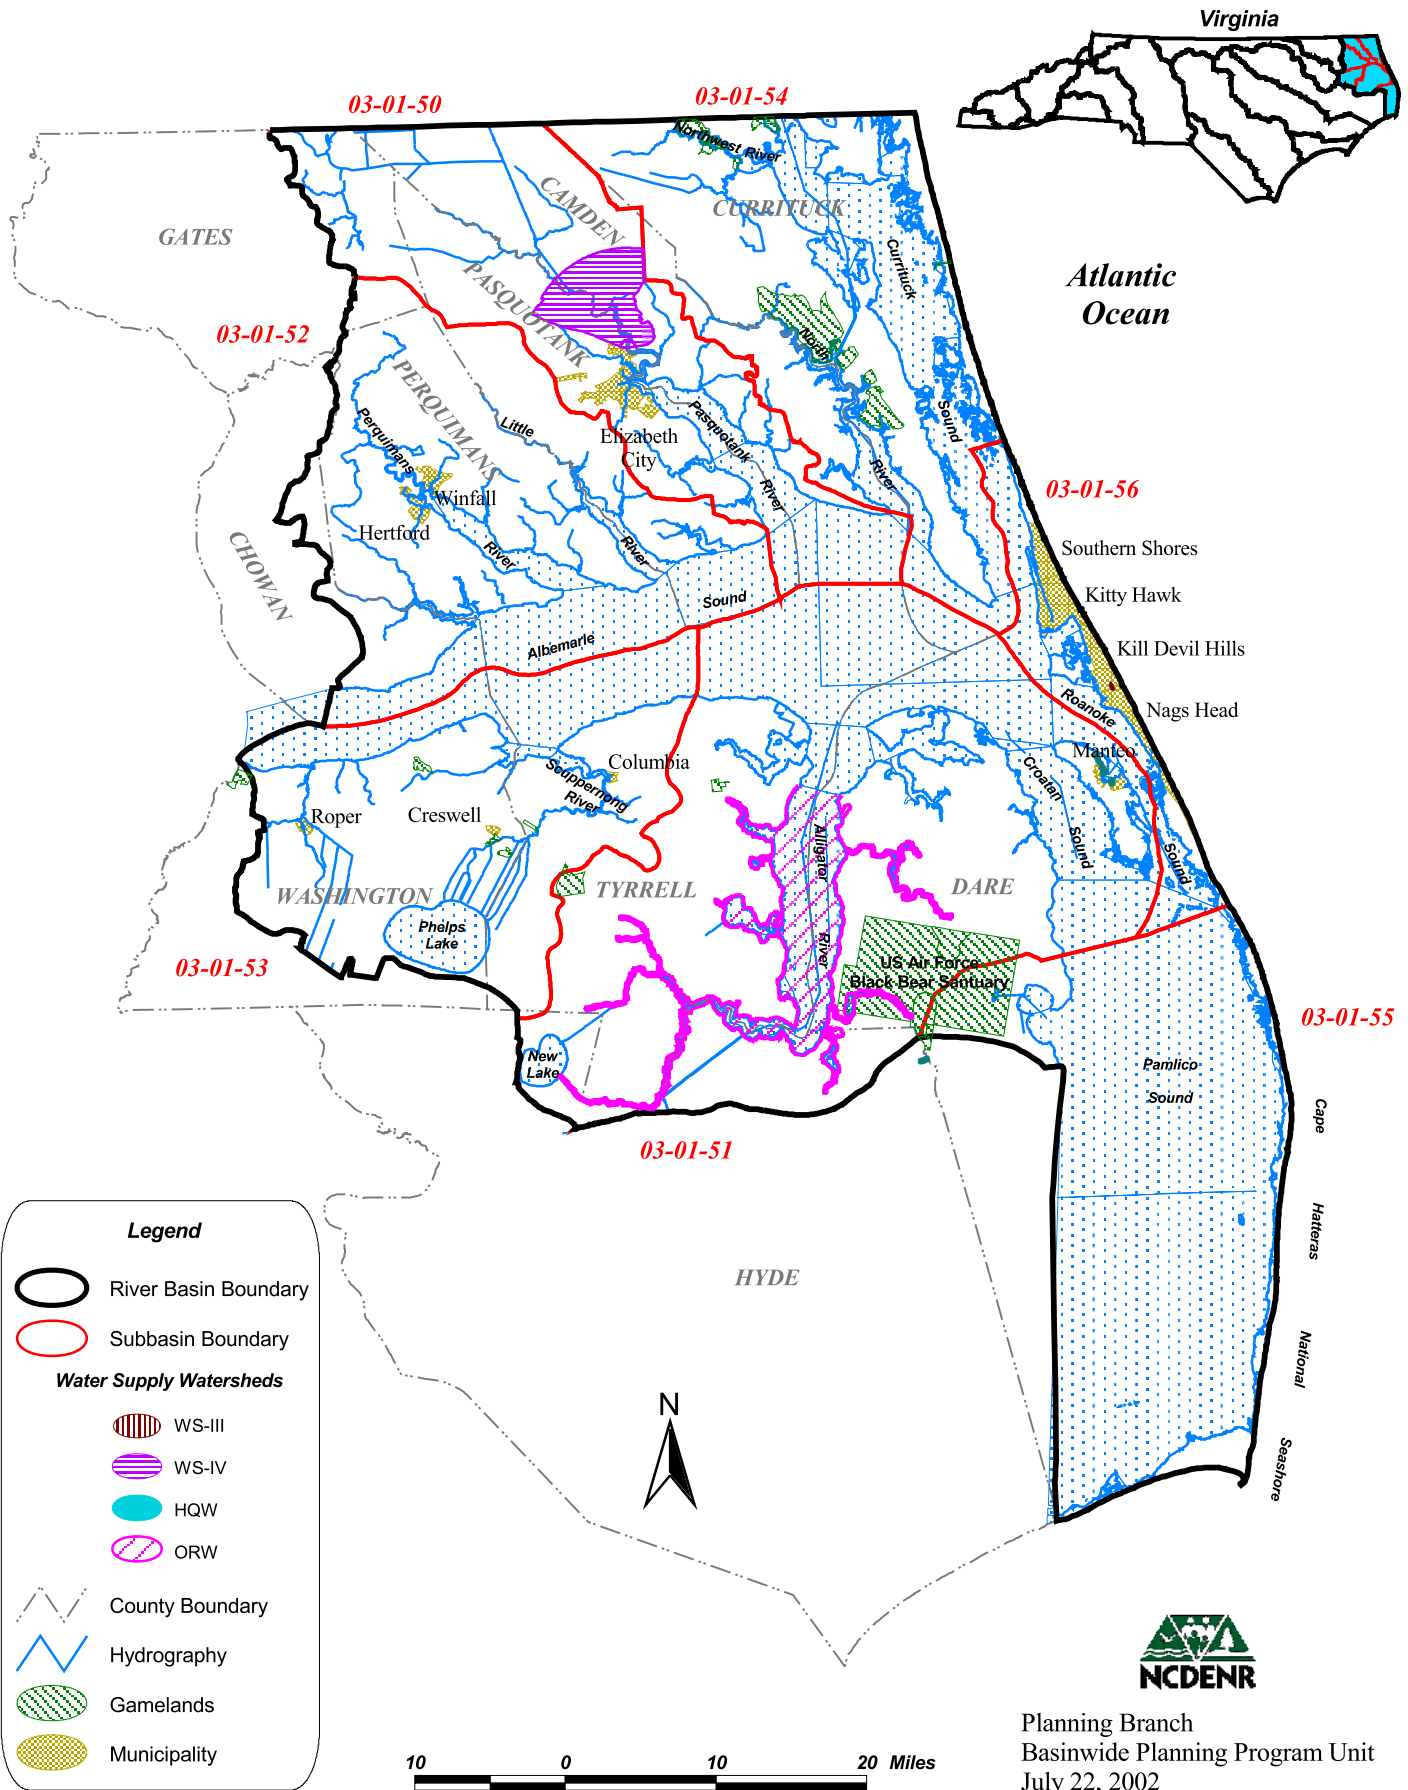 Virginia
03-01-50
03-01-54
Northwest River
CAMDEN
CURRITUCK
GATES
Currituck
Atlantic
Ocean
PASQUOTANK
03-01-52
North
PERQUIMANS
Perquimans
Little
Pasquotank
Sound
Elizabeth
City
River
River
03-01-56
Winfall
Hertford
River
River
Southern Shores
CHOWAN
Kitty Hawk
Sound
Albemarle
Kill Devil Hills
Roanoke
Nags Head
Manteo
Columbia
Scuppernong
River
Croatan
Roper
Creswell
Alligator
Sound
Sound
WASHINGTON
TYRRELL
DARE
Phelps
Lake
River
03-01-53
US Air Force
Black Bear Santuary
03-01-55
New
Lake
Pamlico
Sound
Cape
03-01-51
Hatteras
HYDE
National
Seashore
Legend
River Basin Boundary
Subbasin Boundary
Water Supply Watersheds
WS-III
WS-IV
HQW
ORW
County Boundary
Hydrography
Gamelands
Municipality
N
NCDENR
Planning Branch
Basinwide Planning Program Unit
July 22, 2002
10 0 10 20 Miles